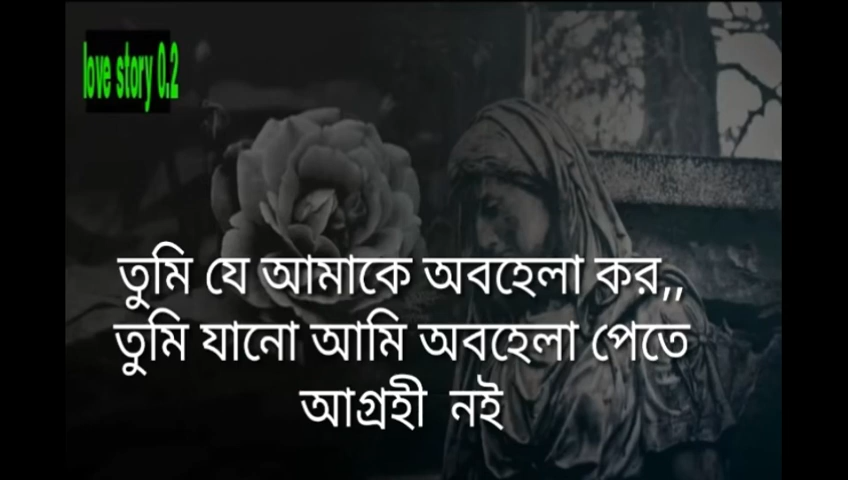 love story 0.2
তুমি যে আমাকে অবহেলা কর,,
তুমি যানো আমি অবহেলা পেতে
আগ্রহী নই